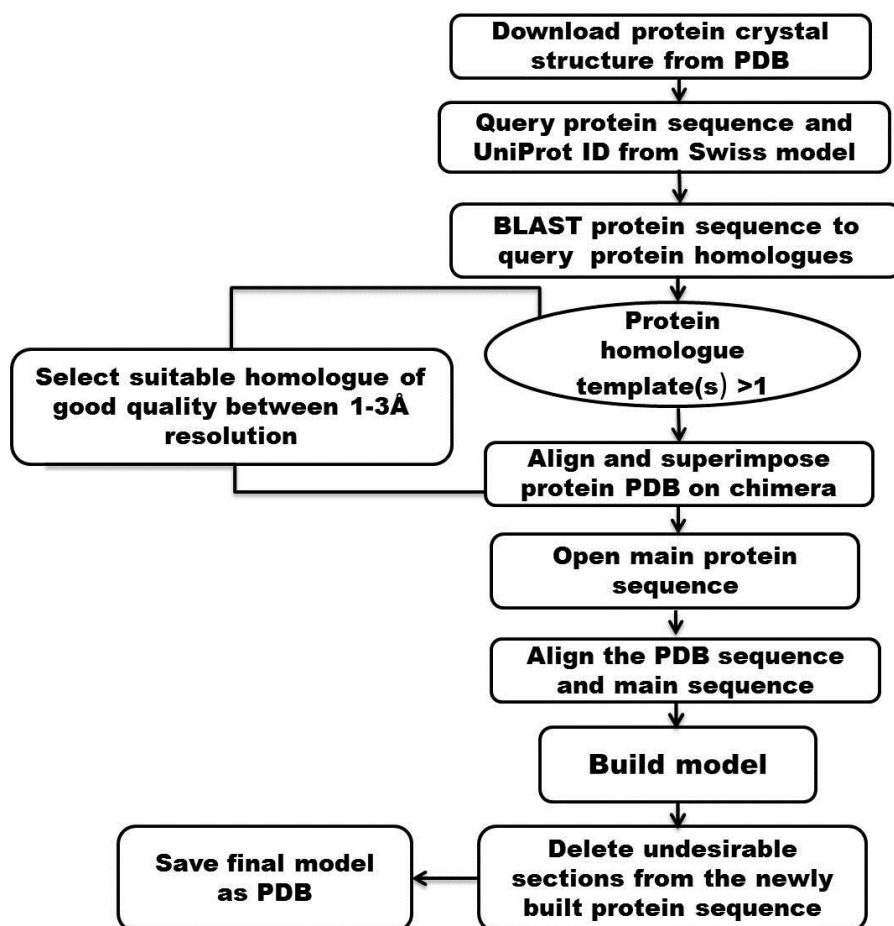 Download protein crystal
structure from PDB
Query protein sequence and
UniProt ID from Swiss model
BLAST protein sequence to
query protein homologues
Protein
homologue
template(s) >1
Select suitable homologue of
good quality between 1-3Å
resolution
Align and superimpose
protein PDB on chimera
Open main protein
sequence
Align the PDB sequence
and main sequence
Build model
Delete undesirable
sections from the newly
built protein sequence
Save final model
as PDB